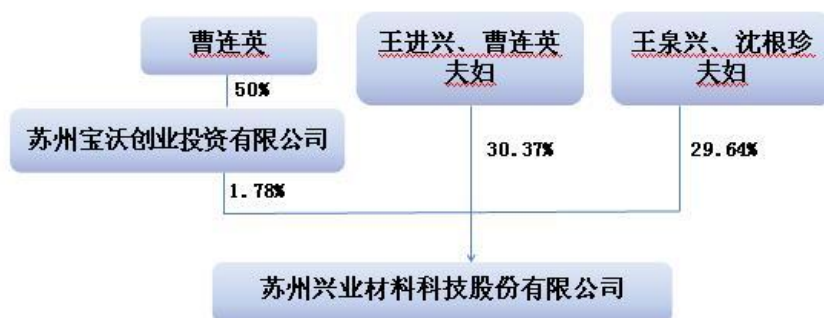 曹连英
王进兴、曹连英
夫妇
王泉兴、沈根珍
夫妇
50%
苏州宝沃创业投资有限公司
30.37%
29.64%
1.78%
苏州兴业材料科技股份有限公司